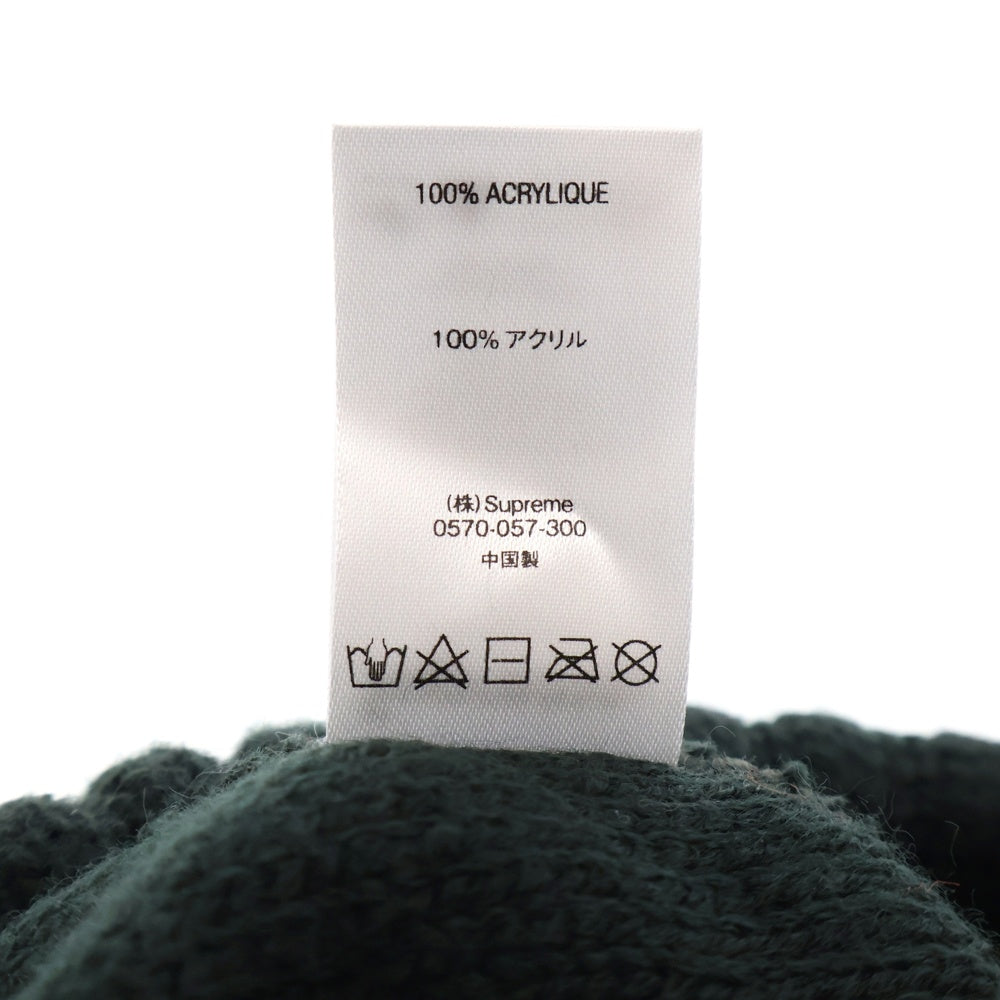 100% ACRYLIQUE
100% アクリル
(株)Supreme
0570-057-300
中国製